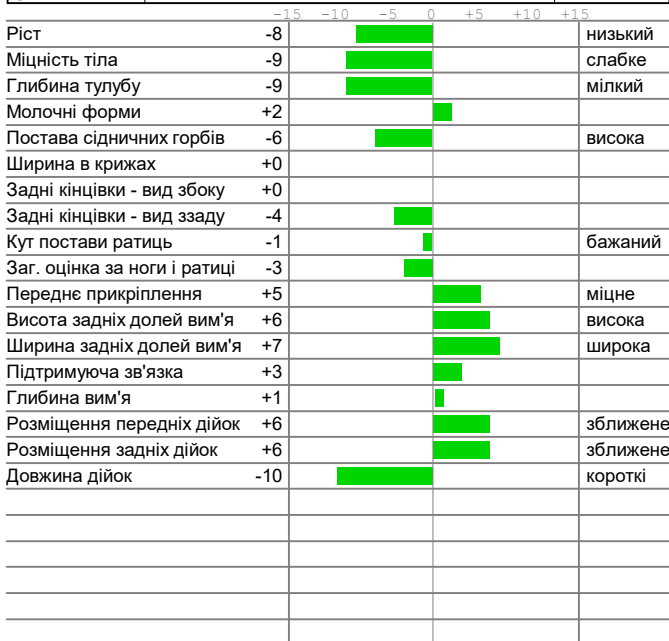 -15 -10 -5 0 +5 +10 +15
Ріст -8 низький
Міцність тіла -9 слабке
Глибина тулубу -9 мілкий
Молочні форми +2
Постава сідничних горбів -6 висока
Ширина в крижах +0
Задні кінцівки - вид збоку +0
Задні кінцівки - вид ззаду -4
Кут постави ратиць -1 бажаний
Заг. оцінка за ноги і ратиці -3
Переднє прикріплення +5 міцне
Висота задніх долей вим'я +6 висока
Ширина задніх долей вим'я +7 широка
Підтримуюча зв'язка +3
Глибина вим'я +1
Розміщення передніх дійок +6 зближене
Розміщення задніх дійок +6 зближене
Довжина дійок -10 короткі